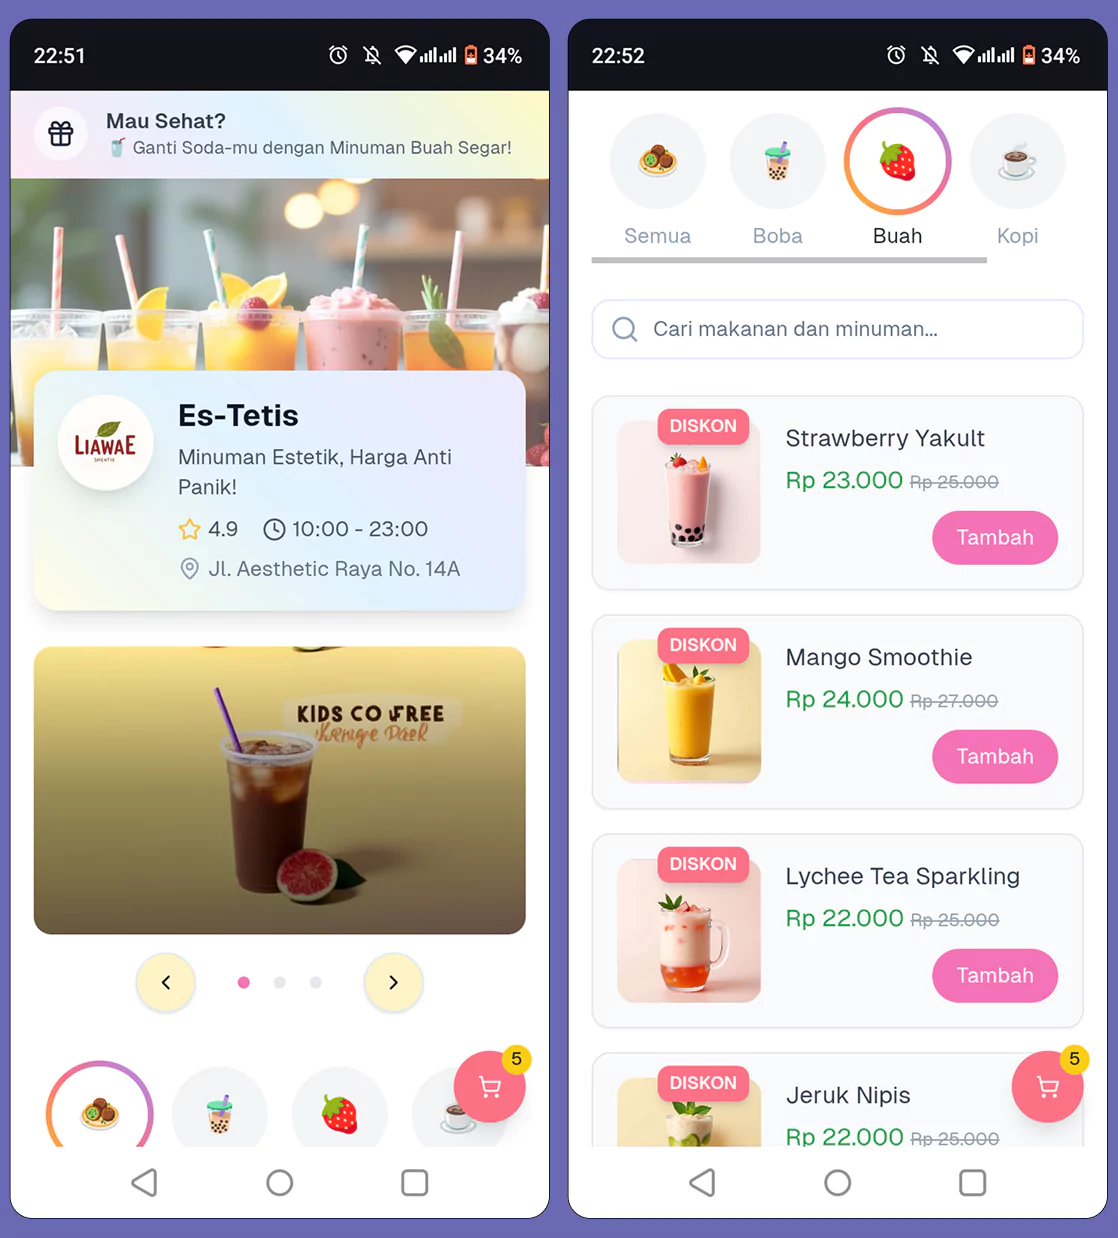 22:51
34%
Mau Sehat?
Ganti Soda-mu dengan Minuman Buah Segar!
LIAWAE
Es-Tetis
Minuman Estetik, Harga Anti
Panik!
4.9
10:00 - 23:00
Jl. Aesthetic Raya No. 14A
KIDS CO FREE
5
22:52
34%
Semua
Boba
Buah
Kopi
Cari makanan dan minuman...
DISKON
Strawberry Yakult
Rp 23.000 Rp 25.000
Tambah
DISKON
Mango Smoothie
Rp 24.000 Rp 27.000
Tambah
DISKON
Lychee Tea Sparkling
Rp 22.000 Rp 25.000
Tambah
DISKON
Jeruk Nipis
Rp 22.000 Rp 25.000
5